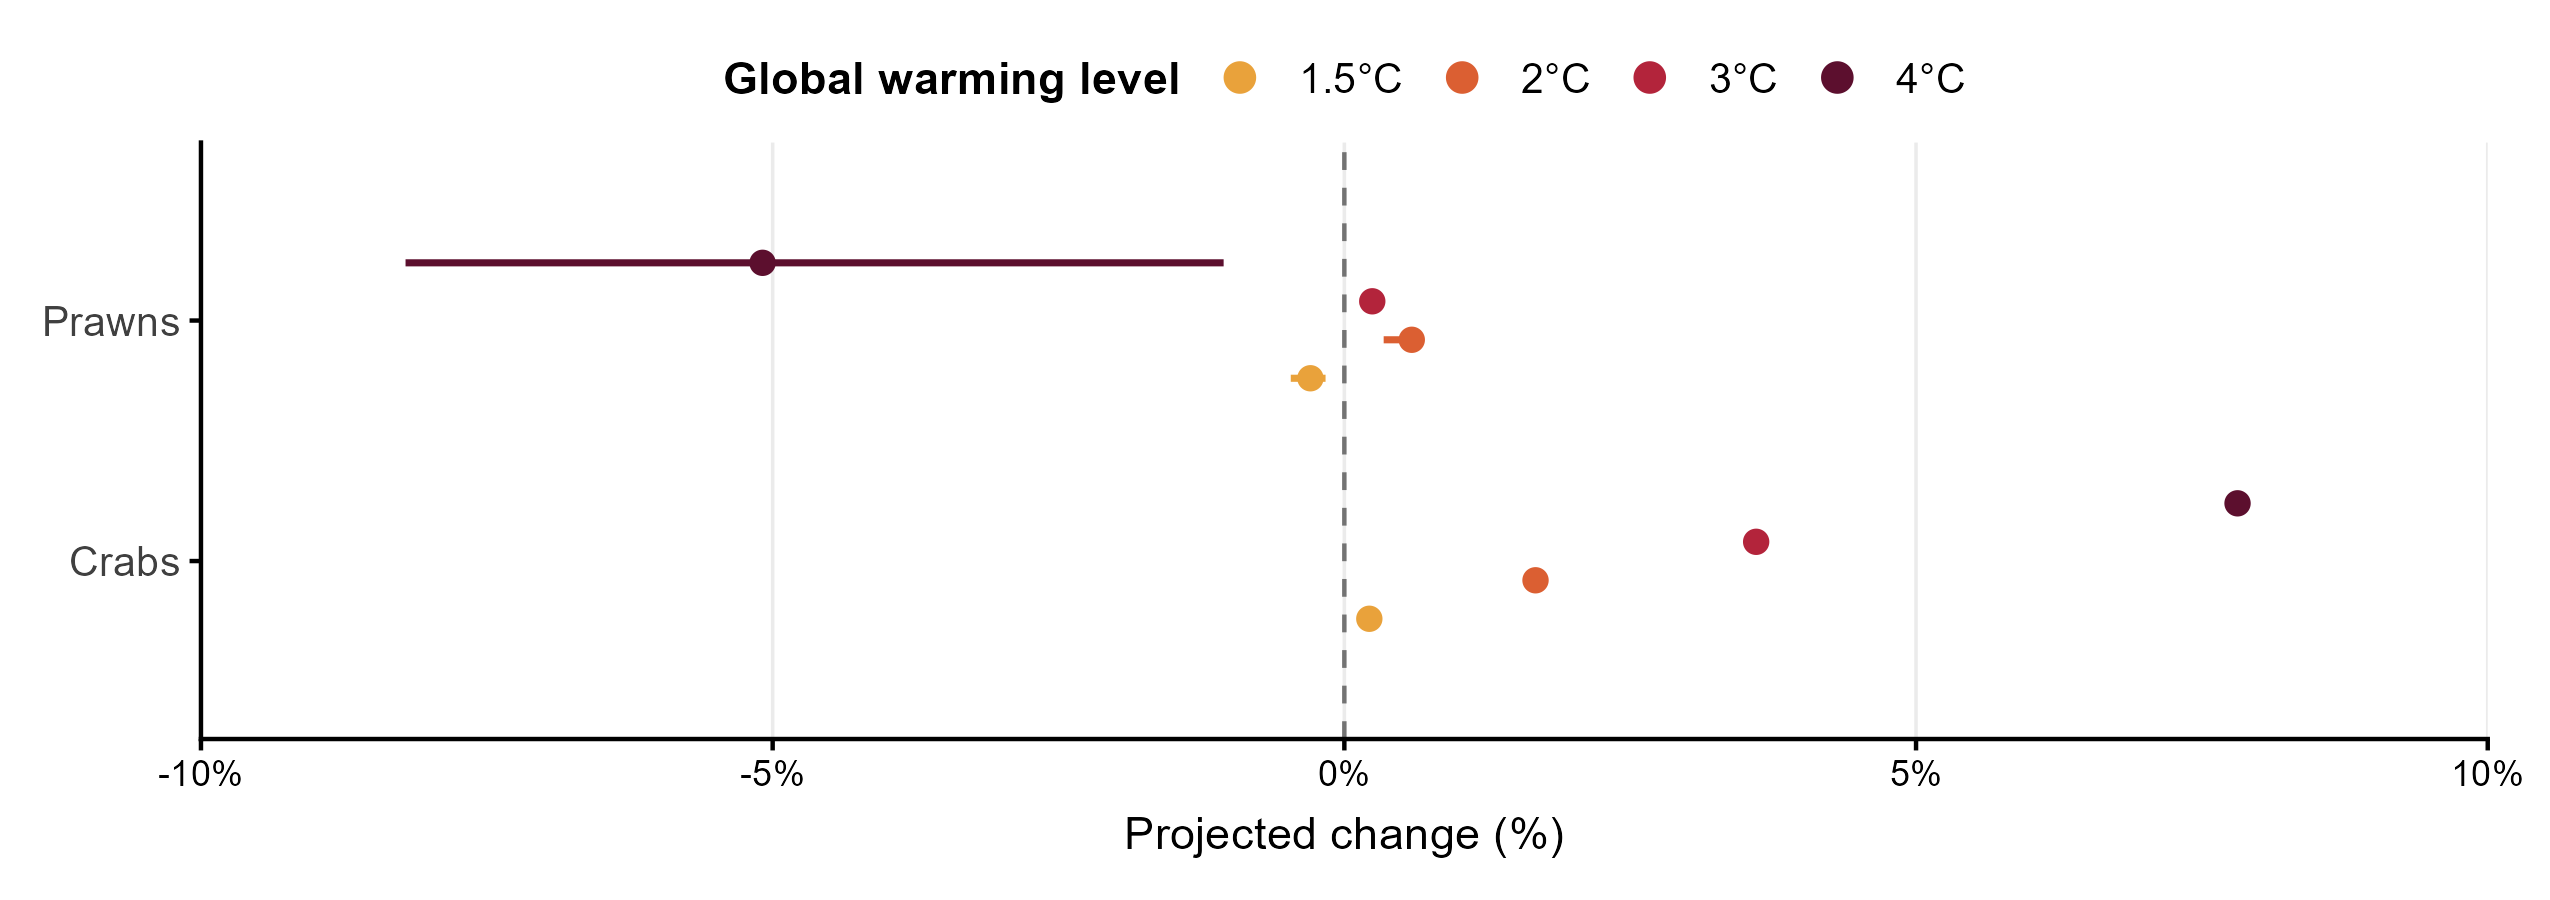 Global warming level 1.5°C 2°C 3°C 4°C
Prawns
Crabs
-10% -5% 0% 5% 10%
Projected change (%)